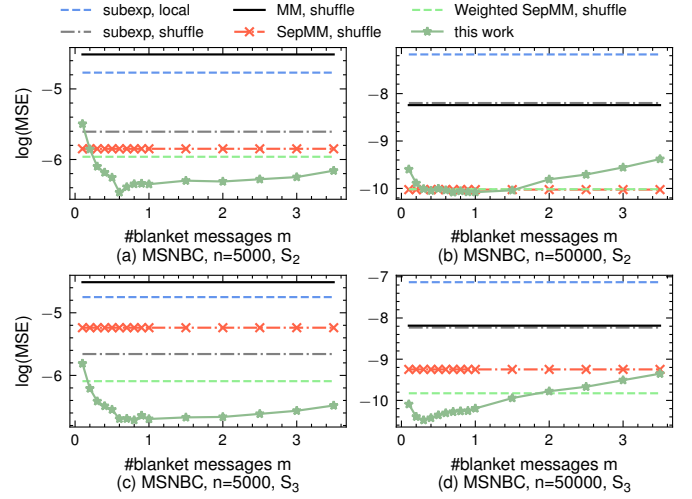 subexp, local
MM, shuffle
Weighted SepMM, shuffle
subexp, shuffle
SepMM, shuffle
this work
log(MSE)
−5
−6
0
1
2
3
#blanket messages m
(a) MSNBC, n=5000, S₂
−8
−9
−10
0
1
2
3
#blanket messages m
(b) MSNBC, n=50000, S₂
log(MSE)
−5
−6
0
1
2
3
#blanket messages m
(c) MSNBC, n=5000, S₃
−7
−8
−9
−10
0
1
2
3
#blanket messages m
(d) MSNBC, n=50000, S₃